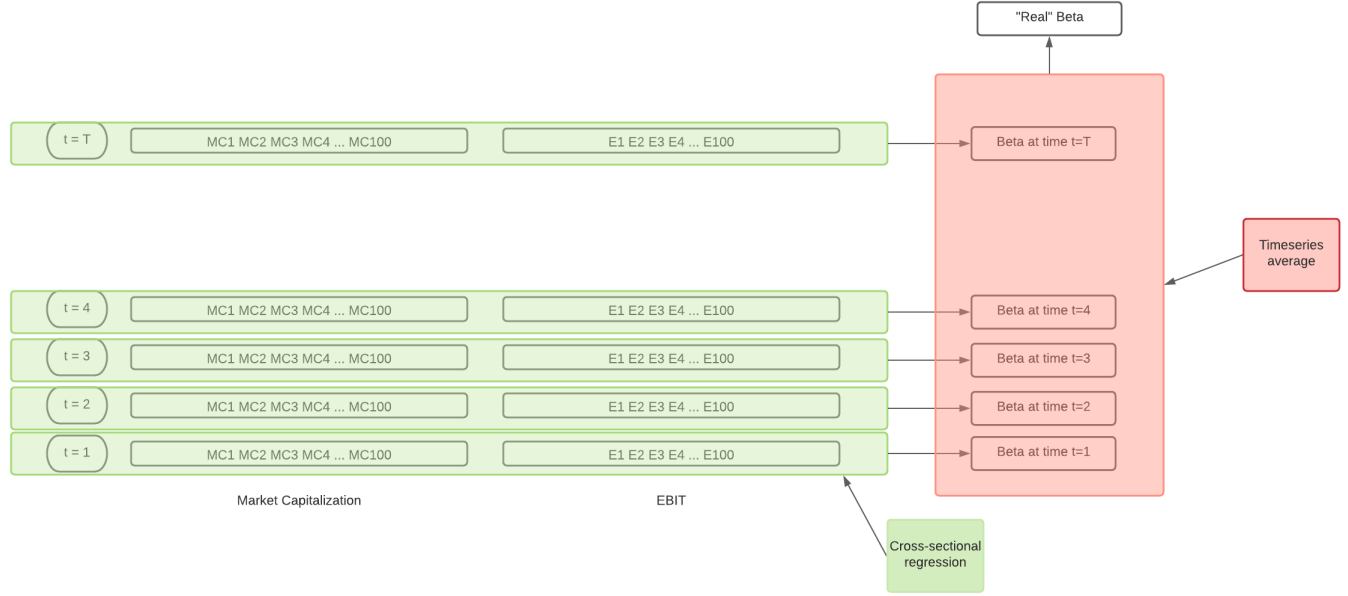 "Real" Beta
t = T
MC1 MC2 MC3 MC4 ... MC100
E1 E2 E3 E4 ... E100
Beta at time t=T
Timeseries
average
t = 4
MC1 MC2 MC3 MC4 ... MC100
E1 E2 E3 E4 ... E100
Beta at time t=4
t = 3
MC1 MC2 MC3 MC4 ... MC100
E1 E2 E3 E4 ... E100
Beta at time t=3
t = 2
MC1 MC2 MC3 MC4 ... MC100
E1 E2 E3 E4 ... E100
Beta at time t=2
t = 1
MC1 MC2 MC3 MC4 ... MC100
E1 E2 E3 E4 ... E100
Beta at time t=1
Market Capitalization
EBIT
Cross-sectional
regression